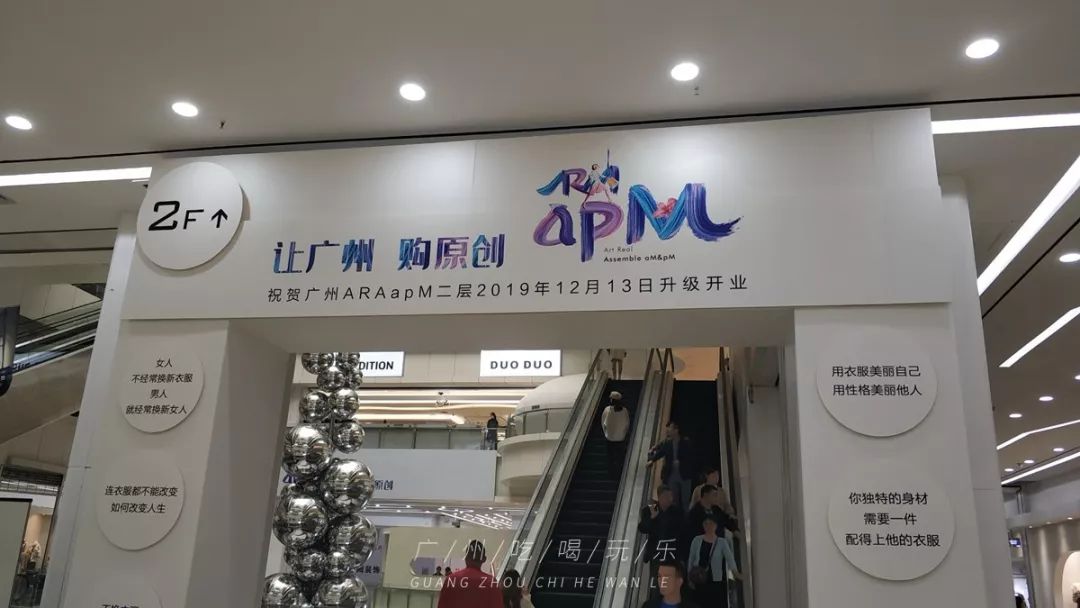 2F↑
让广州 购原创
ARA
apM
Art Real
Assemble aM&pM
祝贺广州ARAapM二层2019年12月13日升级开业
女人
不经常换新衣服
男人
就经常换新女人
连衣服都不能改变
如何改变人生
DITION
DUO DUO
原创
用衣服美丽自己
用性格美丽他人
你独特的身材
需要一件
配得上他的衣服
广州吃喝玩乐
GUANG ZHOU CHI HE WAN LE